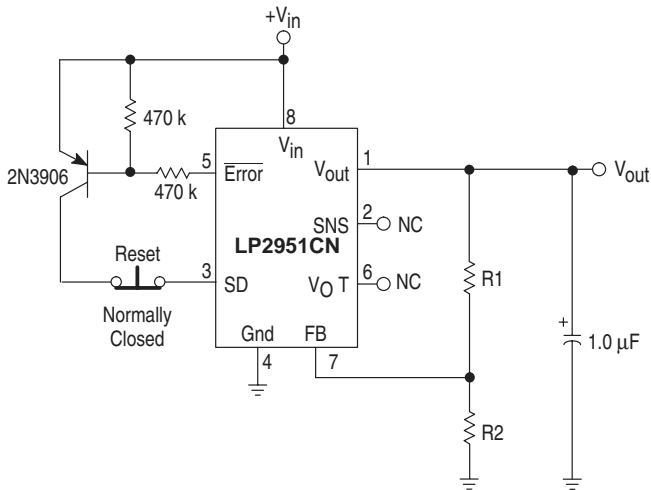 +Vin
470 k
8
Vin
2N3906
470 k
5
Error
Vout
1
Vout
SNS
2
NC
LP2951CN
Reset
3
SD
VO T
6
NC
R1
Normally
Closed
Gnd
FB
4
7
+
1.0 µF
R2